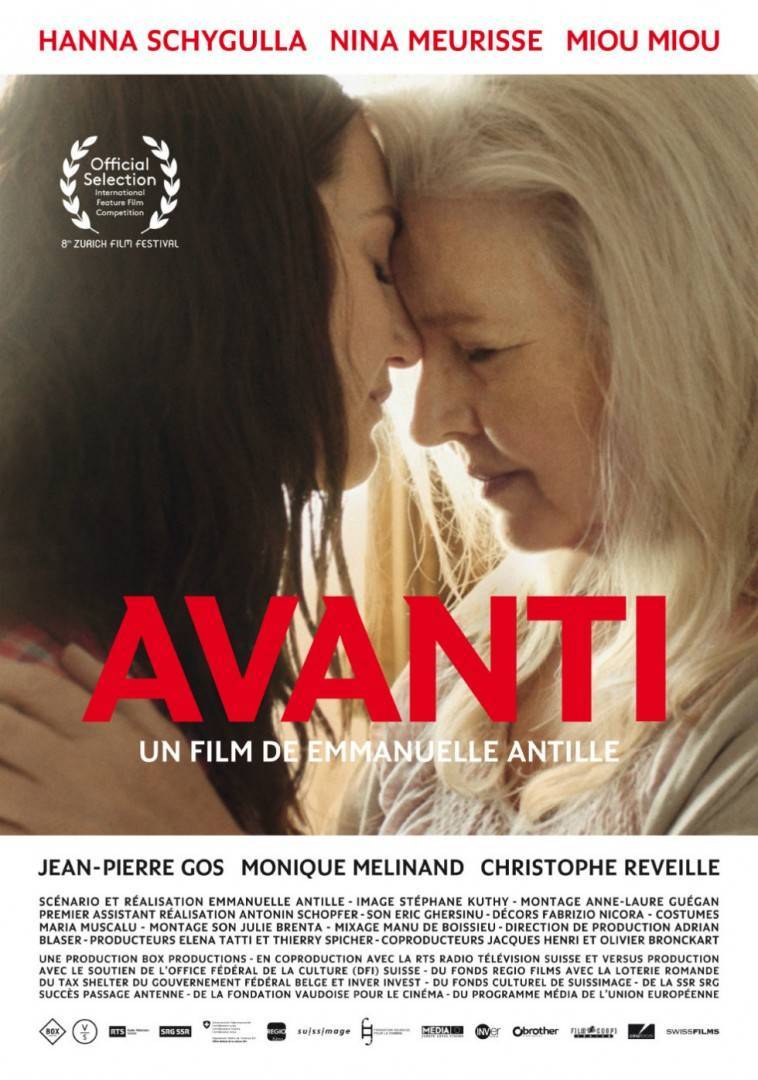 HANNA SCHYGULLA NINA MEURISSE MIOU MIOU
Official
Selection
International
Feature Film
Competition
8th ZURICH FILM FESTIVAL
AVANTI
UN FILM DE EMMANUELLE ANTILLE
JEAN-PIERRE GOS MONIQUE MELINAND CHRISTOPHE REVEILLE
SCÉNARIO ET RÉALISATION EMMANUELLE ANTILLE - IMAGE STÉPHANE KUTHY - MONTAGE ANNE-LAURE GUÉGAN
PREMIER ASSISTANT RÉALISATION ANTONIN SCHOPFER - SON ERIC GHERSINU - DÉCORS FABRIZIO NICORA - COSTUMES
MARIA MUSCALU - MONTAGE SON JULIE BRENTA - MIXAGE MANU DE BOISSIEU - DIRECTION DE PRODUCTION ADRIAN
BLASER - PRODUCTEURS ELENA TATTI ET THIERRY SPICHER - COPRODUCTEURS JACQUES HENRI ET OLIVIER BRONCKART
UNE PRODUCTION BOX PRODUCTIONS - EN COPRODUCTION AVEC LA RTS RADIO TÉLÉVISION SUISSE ET VERSUS PRODUCTION
AVEC LE SOUTIEN DE L'OFFICE FÉDÉRAL DE LA CULTURE (DFI) SUISSE - DU FONDS REGIO FILMS AVEC LA LOTERIE ROMANDE
DU TAX SHELTER DU GOUVERNEMENT FÉDÉRAL BELGE ET INVER INVEST - DU FONDS CULTUREL DE SUISSIMAGE - DE LA SSR SRG
SUCCÈS PASSAGE ANTENNE - DE LA FONDATION VAUDOISE POUR LE CINÉMA - DU PROGRAMME MÉDIA DE L'UNION EUROPÉENNE
BOX V/S RTS SRG SSR REGIO suissimage MEDIA INVer Obrother FILM COOPI SWISS FILMS